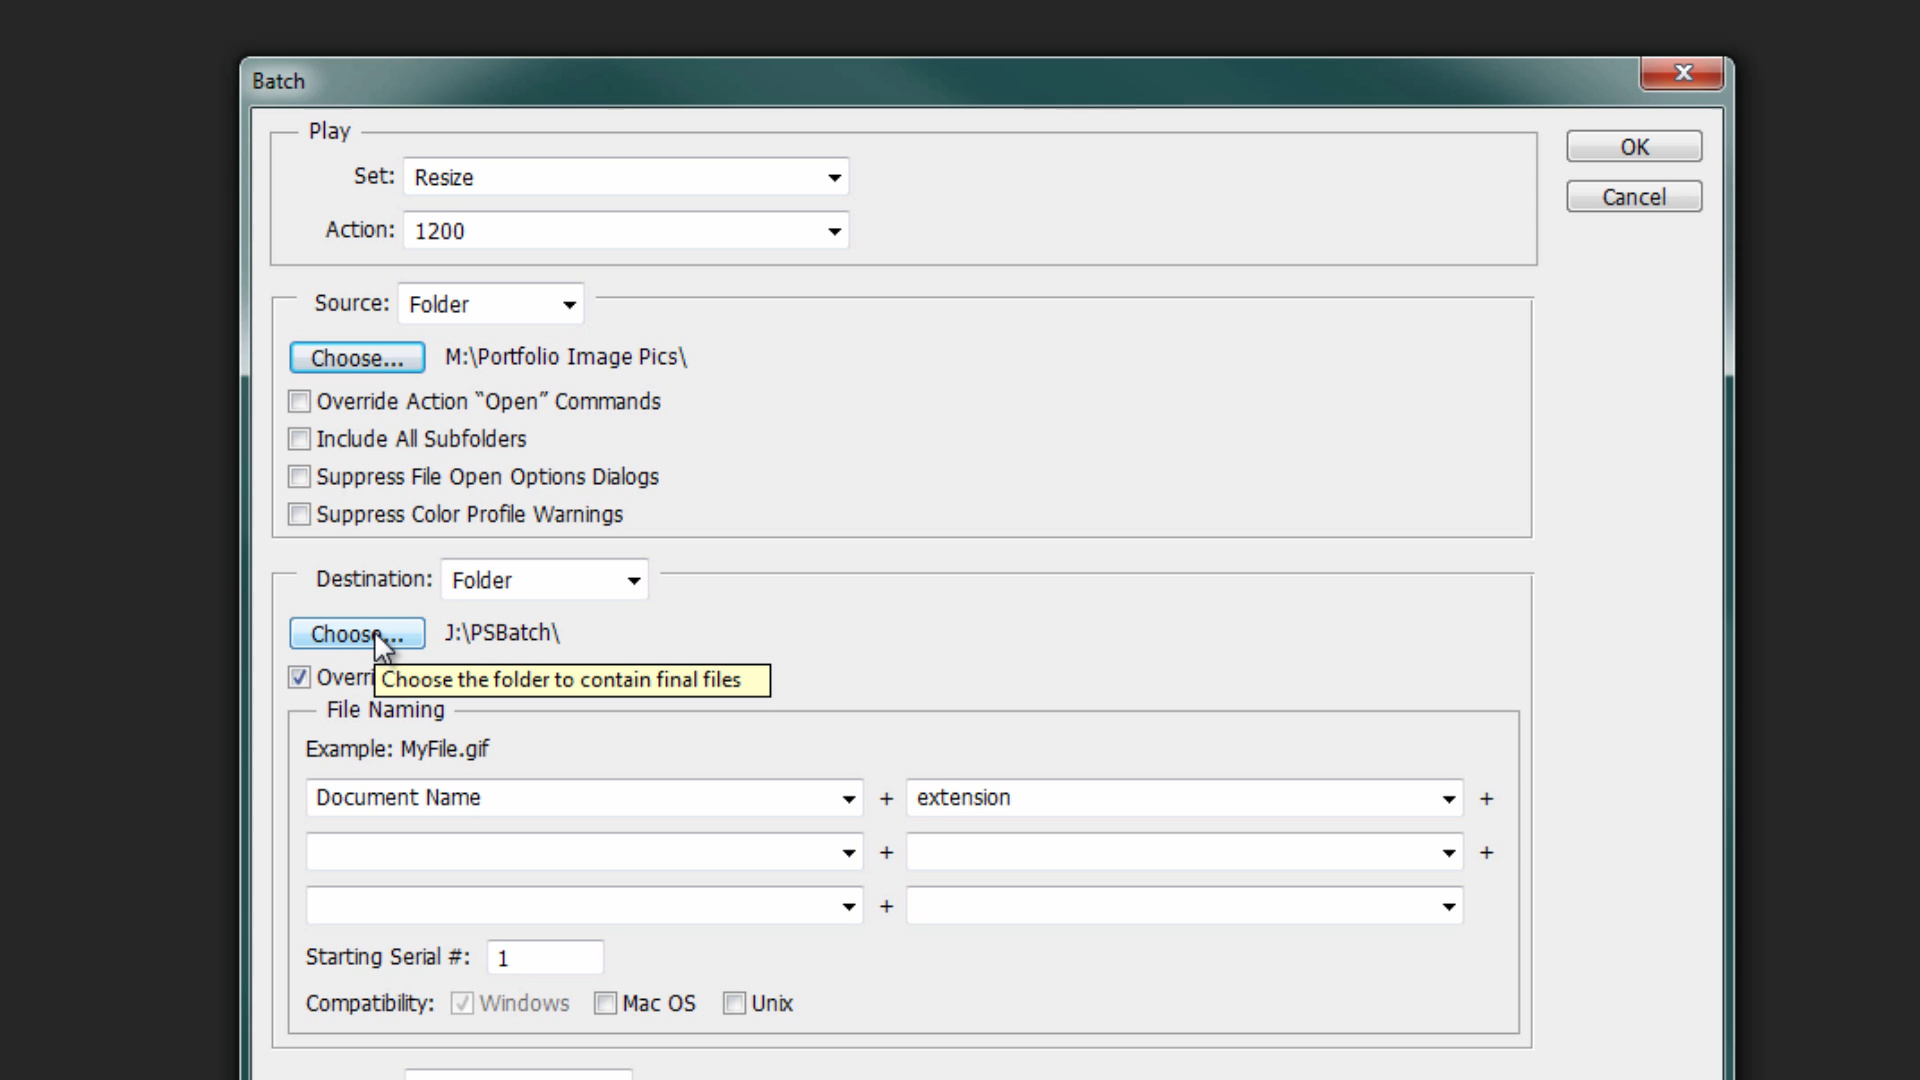 Batch
Play
OK
Set: Resize
Cancel
Action: 1200
Source: Folder
Choose... M:\Portfolio Image Pics\
Override Action “Open” Commands
Include All Subfolders
Suppress File Open Options Dialogs
Suppress Color Profile Warnings
Destination: Folder
Choose... J:\PSBatch\
Overri
Choose the folder to contain final files
File Naming
Example: MyFile.gif
Document Name + extension +
+ +
+
Starting Serial #: 1
Compatibility: Windows Mac OS Unix